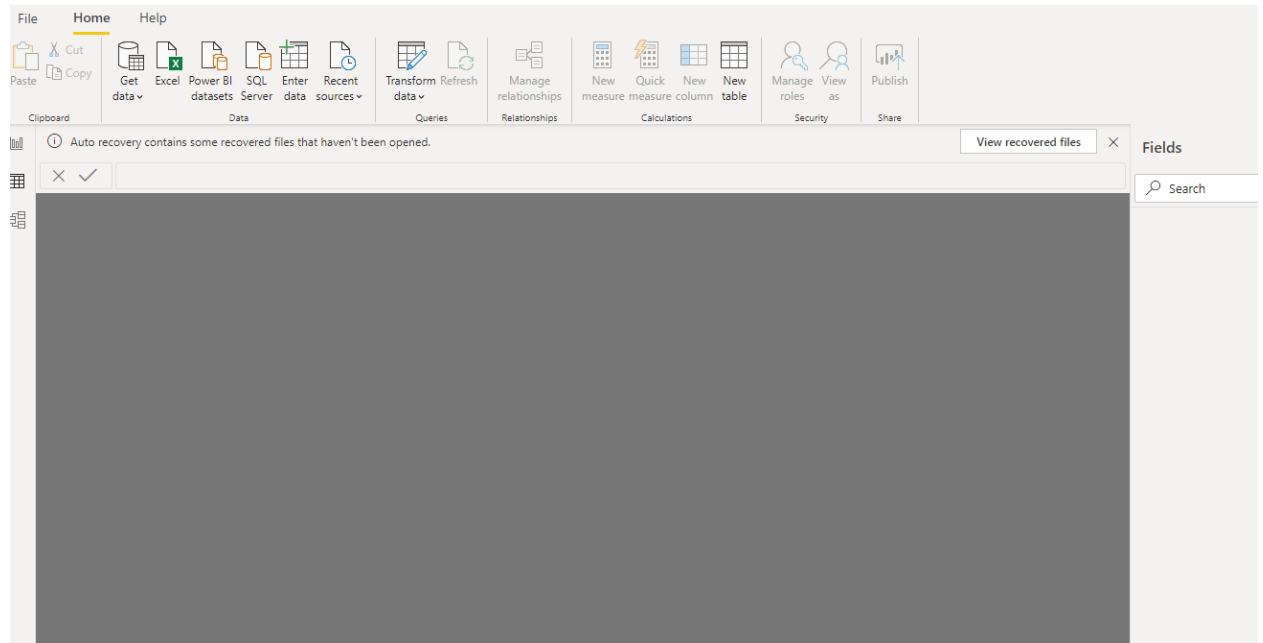 File Home Help
Cut
Copy
Paste
Get data
Excel
Power BI datasets
SQL Server
Enter data
Recent sources
Transform data
Refresh
Manage relationships
New measure
Quick measure
New column
New table
Manage roles
View as
Publish
Clipboard Data Queries Relationships Calculations Security Share
Auto recovery contains some recovered files that haven't been opened.
View recovered files
Fields
Search